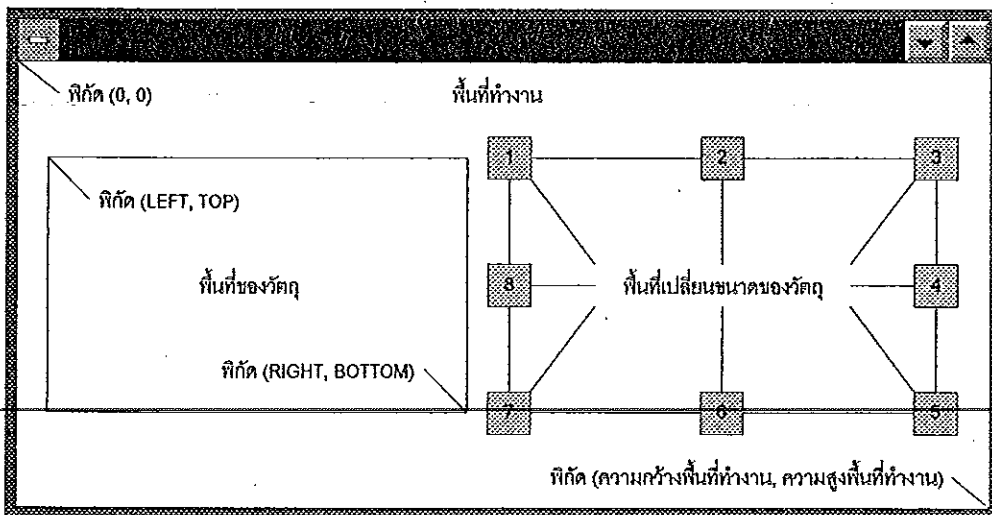 พิกัด (0, 0)
พื้นที่ทำงาน
1 2 3
พิกัด (LEFT, TOP)
พื้นที่ของวัตถุ
8 พื้นที่เปลี่ยนขนาดของวัตถุ 4
พิกัด (RIGHT, BOTTOM)
7 6 5
พิกัด (ความกว้างพื้นที่ทำงาน, ความสูงพื้นที่ทำงาน)